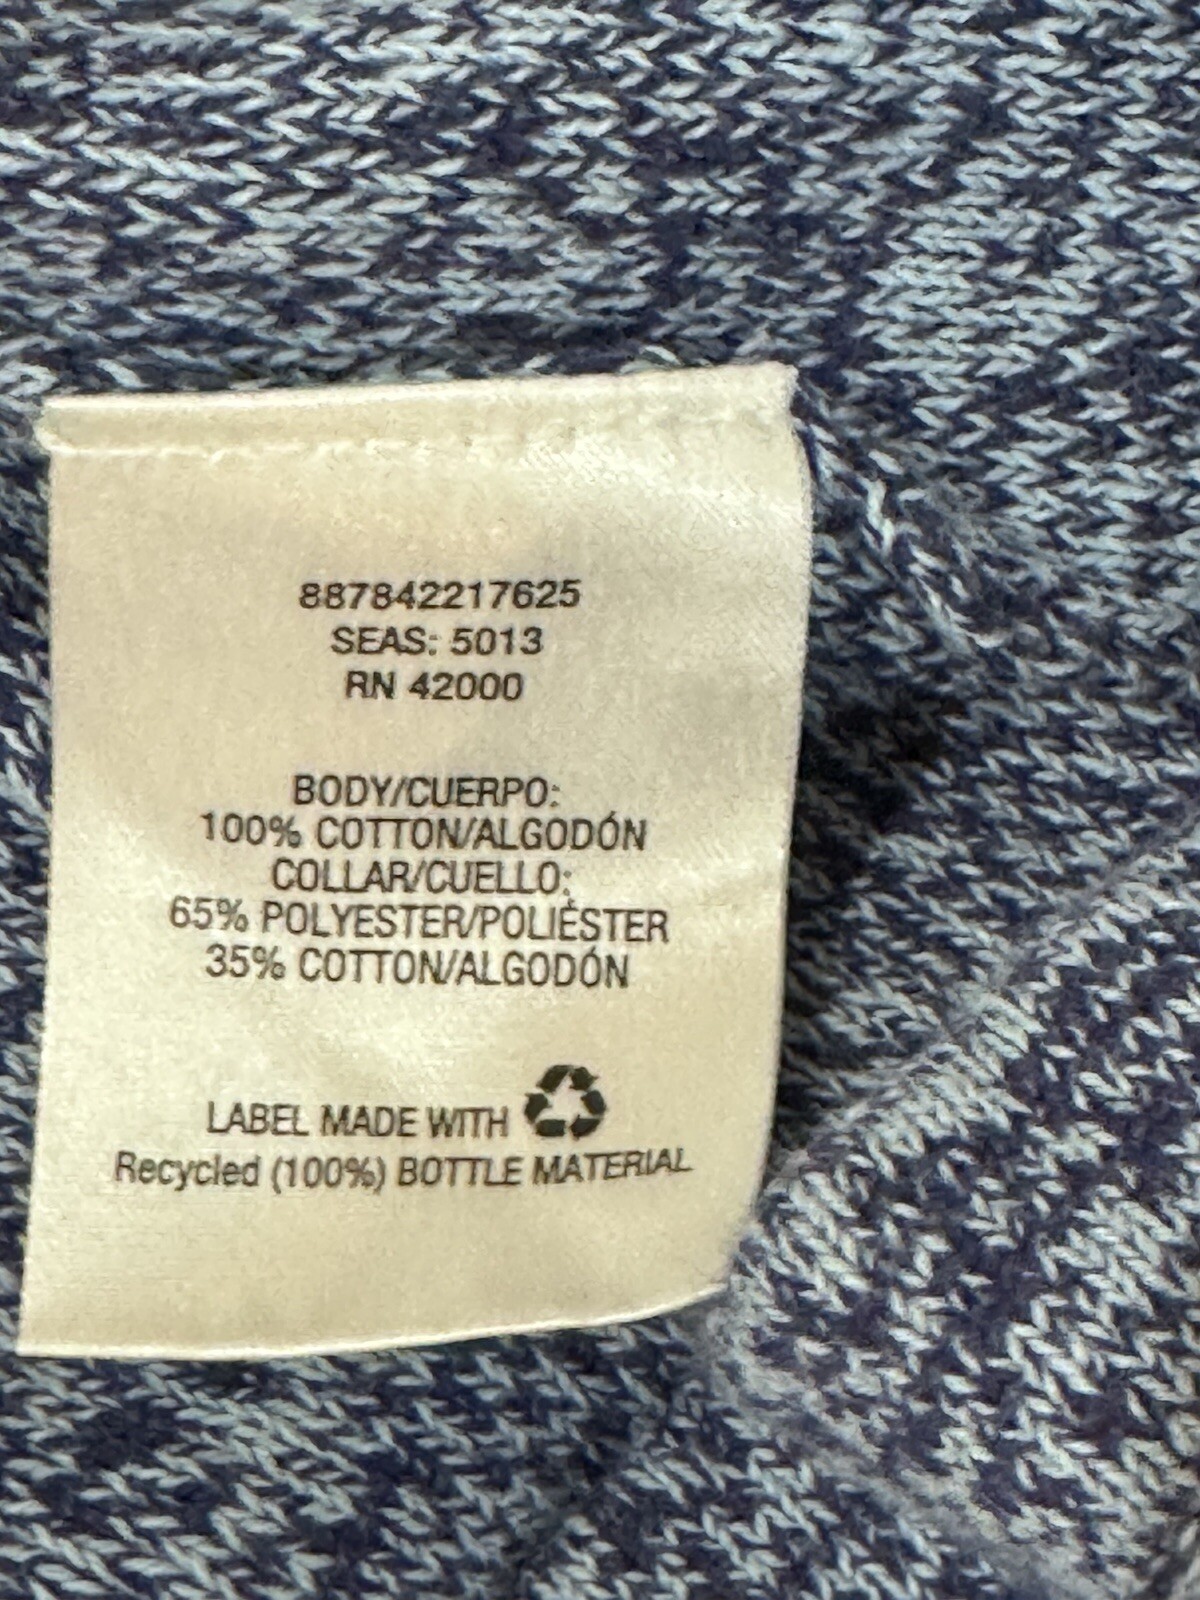 887842217625
SEAS: 5013
RN 42000
BODY/CUERPO:
100% COTTON/ALGODÓN
COLLAR/CUELLO:
65% POLYESTER/POLIÉSTER
35% COTTON/ALGODÓN
LABEL MADE WITH
Recycled (100%) BOTTLE MATERIAL